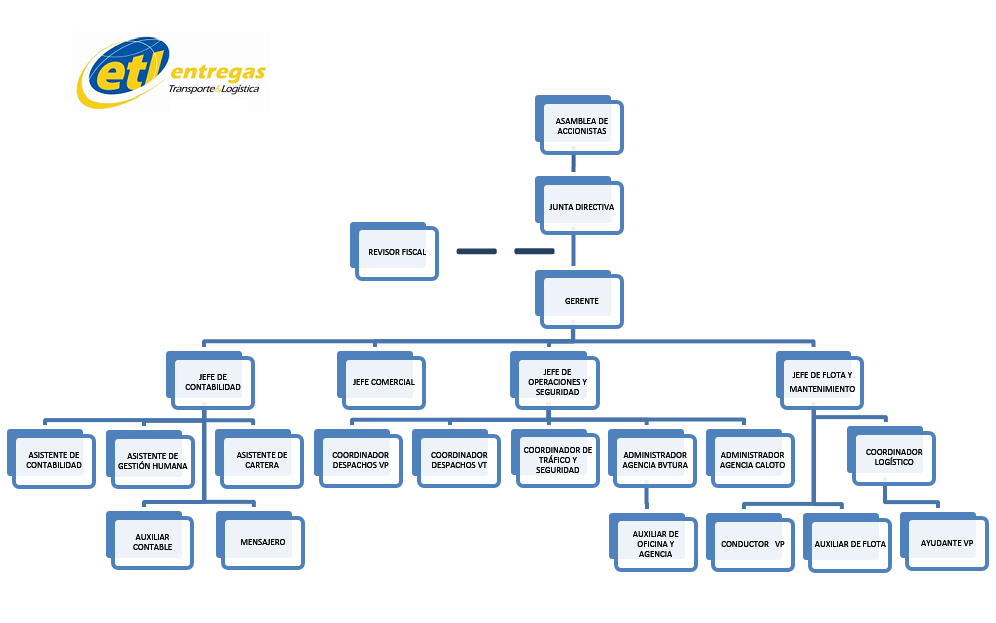 etl entregas
Transporte&Logística
ASAMBLEA DE
ACCIONISTAS
JUNTA DIRECTIVA
REVISOR FISCAL
GERENTE
JEFE DE
CONTABILIDAD
JEFE COMERCIAL
JEFE DE
OPERACIONES Y
SEGURIDAD
JEFE DE FLOTA Y
MANTENIMIENTO
ASISTENTE DE
CONTABILIDAD
ASISTENTE DE
GESTIÓN HUMANA
ASISTENTE DE
CARTERA
COORDINADOR
DESPACHOS VP
COORDINADOR
DESPACHOS VT
COORDINADOR DE
TRÁFICO Y
SEGURIDAD
ADMINISTRADOR
AGENCIA BVTURA
ADMINISTRADOR
AGENCIA CALOTO
COORDINADOR
LOGÍSTICO
AUXILIAR
CONTABLE
MENSAJERO
AUXILIAR DE
OFICINA Y
AGENCIA
CONDUCTOR VP
AUXILIAR DE FLOTA
AYUDANTE VP